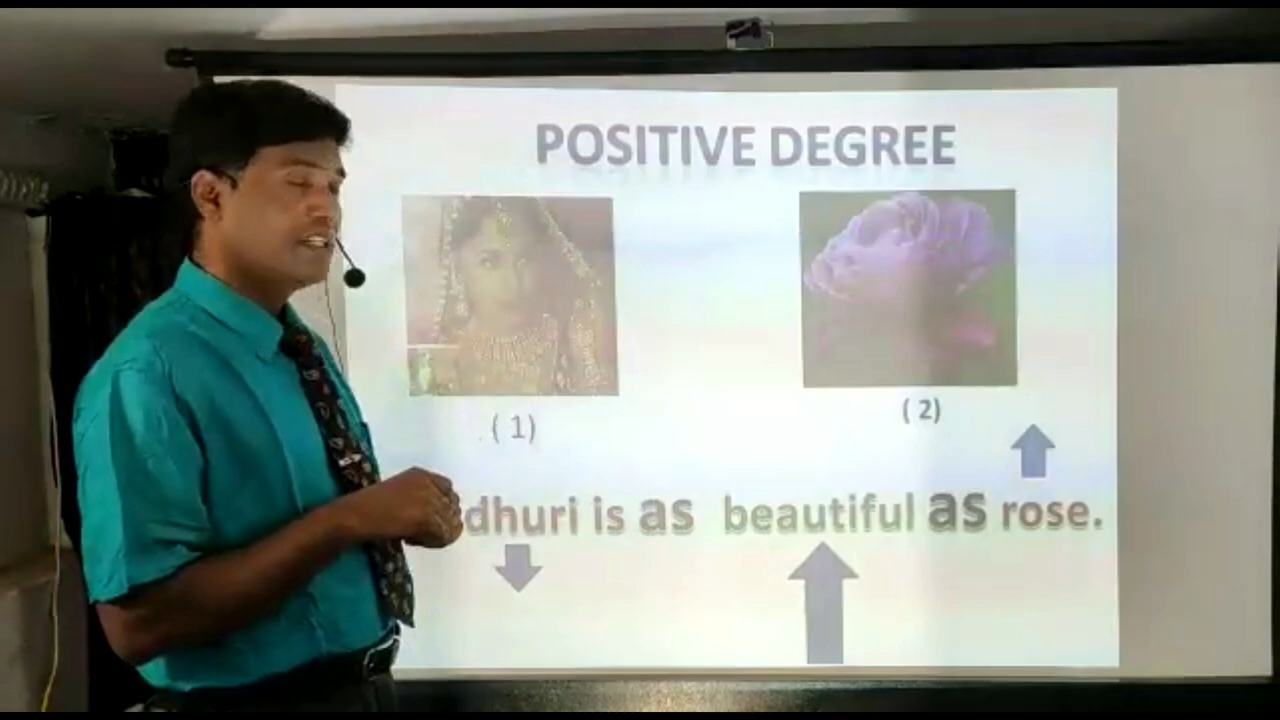 POSITIVE DEGREE
( 1)
( 2)
dhuri is as beautiful as rose.